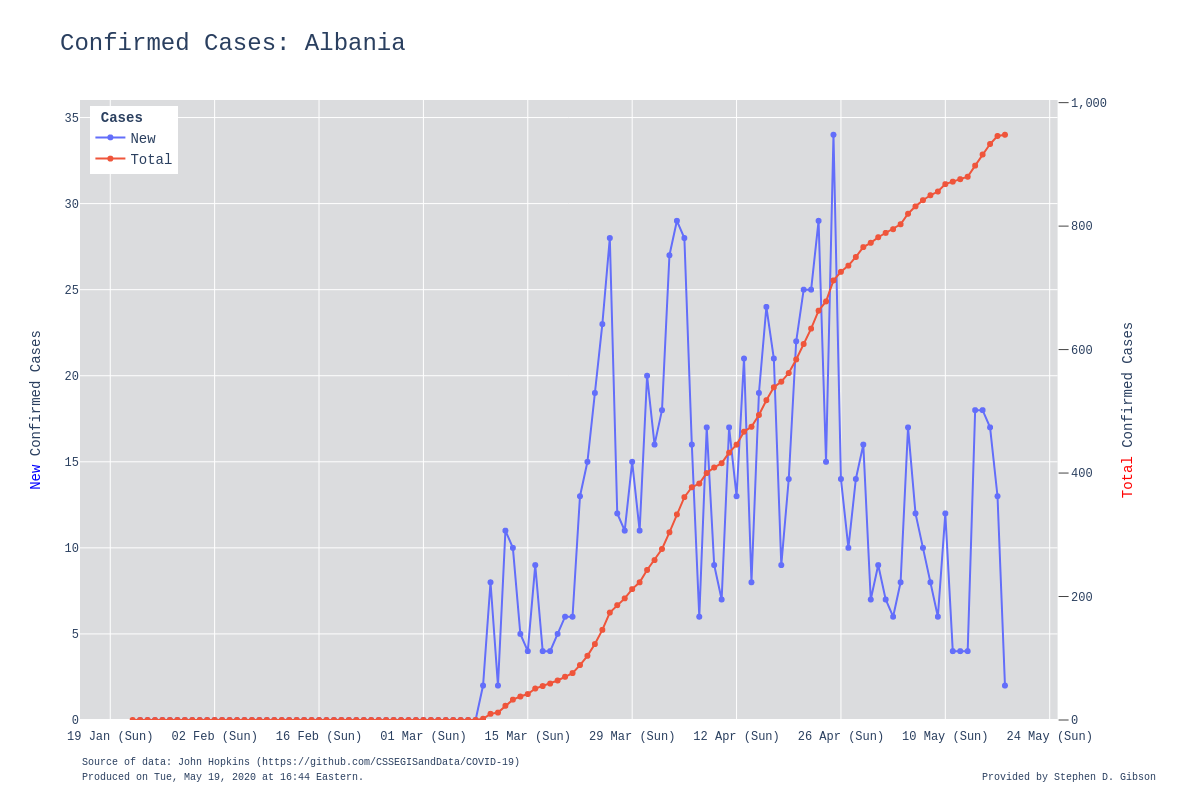 Confirmed Cases: Albania
Cases
New
Total
35
30
25
20
15
10
5
0
New Confirmed Cases
1,000
800
600
400
200
0
Total Confirmed Cases
19 Jan (Sun) 02 Feb (Sun) 16 Feb (Sun) 01 Mar (Sun) 15 Mar (Sun) 29 Mar (Sun) 12 Apr (Sun) 26 Apr (Sun) 10 May (Sun) 24 May (Sun)
Source of data: John Hopkins (https://github.com/CSSEGISandData/COVID-19)
Produced on Tue, May 19, 2020 at 16:44 Eastern.
Provided by Stephen D. Gibson